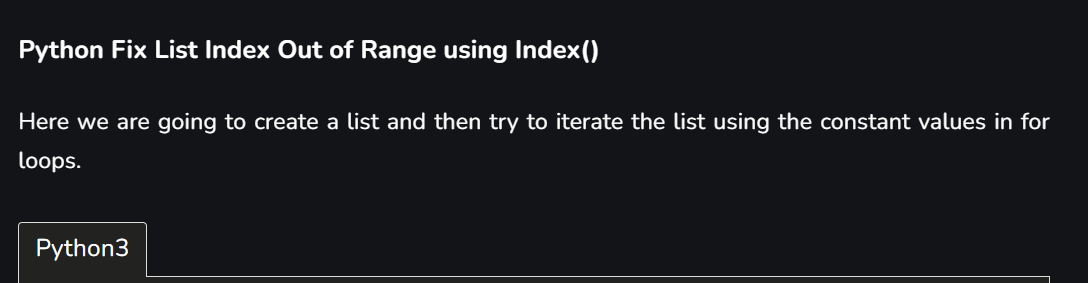 Python Fix List Index Out of Range using Index()
Here we are going to create a list and then try to iterate the list using the constant values in for
loops.
Python3